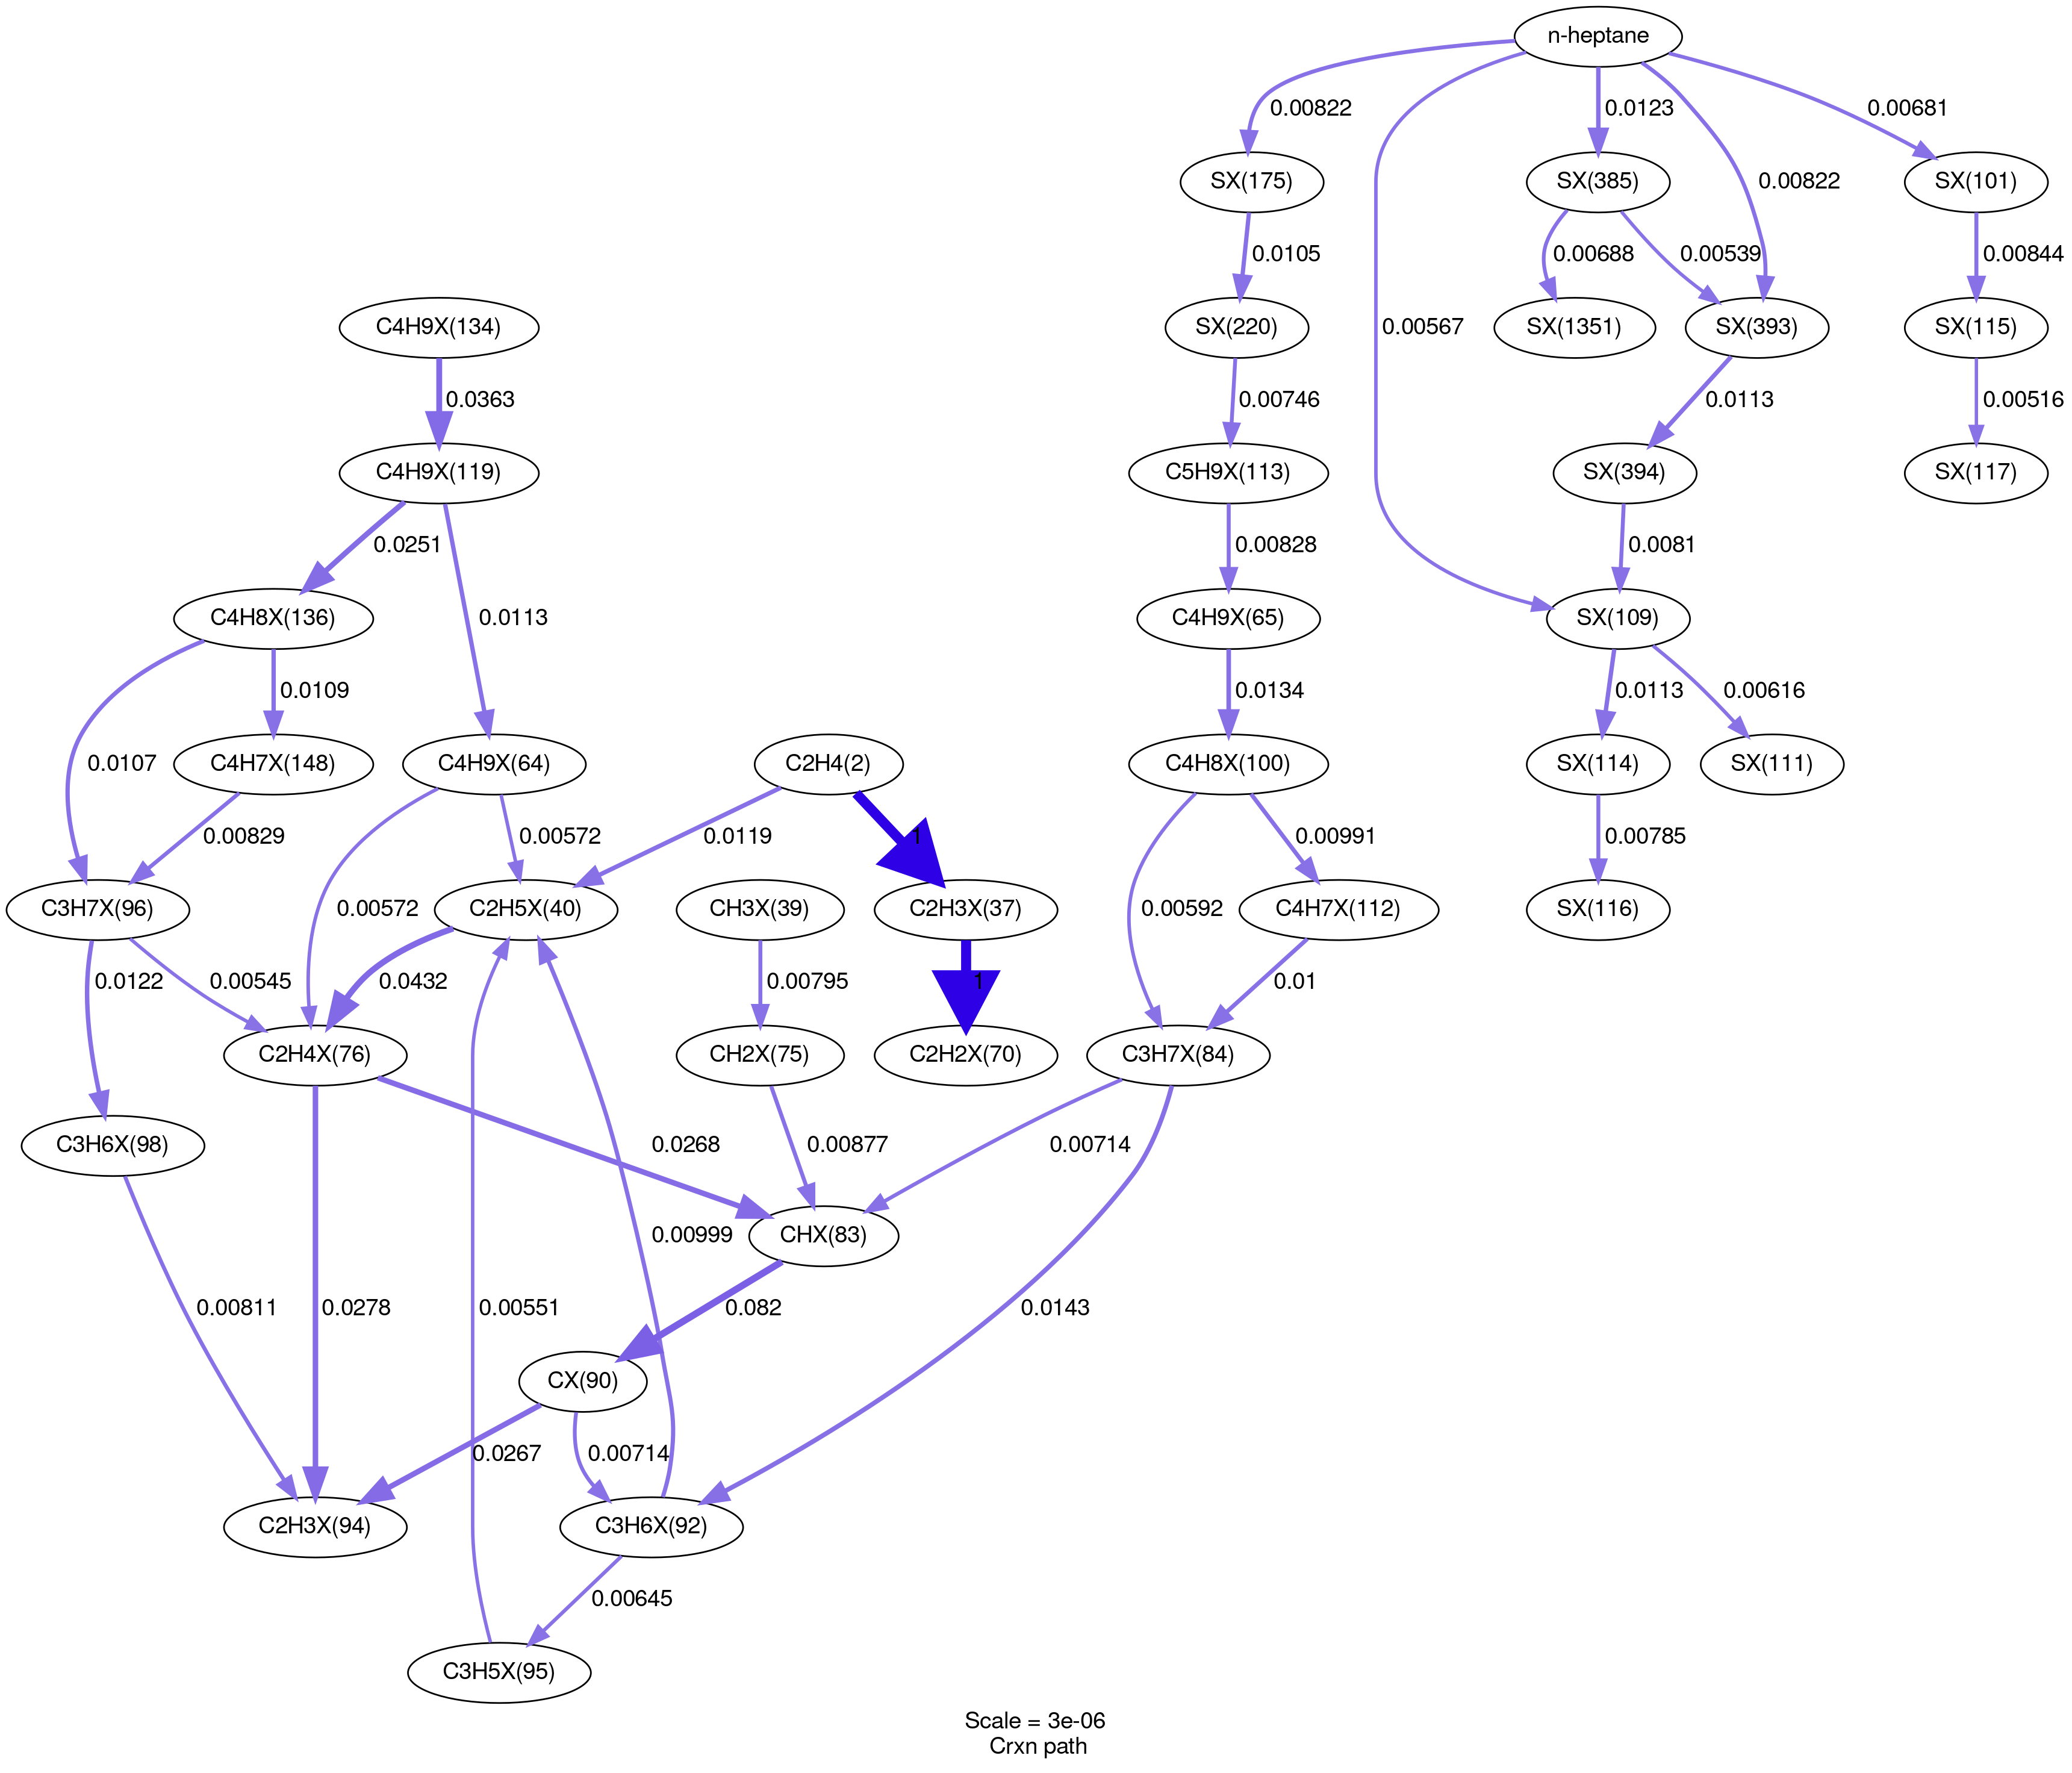 n-heptane
0.00822
0.0123
0.00681
SX(175)
SX(385)
0.00822
SX(101)
0.0105
0.00688
0.00539
0.00844
C4H9X(134)
SX(220)
0.00567
SX(1351)
SX(393)
SX(115)
0.0363
0.00746
0.0113
0.00516
C4H9X(119)
C5H9X(113)
SX(394)
SX(117)
0.0251
0.00828
0.0081
C4H8X(136)
0.0113
C4H9X(65)
SX(109)
0.0109
0.0134
0.0113
0.00616
0.0107
C4H7X(148)
C4H9X(64)
C2H4(2)
C4H8X(100)
SX(114)
SX(111)
0.00829
0.00572
0.0119
1
0.00991
0.00785
C3H7X(96)
0.00572
C2H5X(40)
CH3X(39)
C2H3X(37)
0.00592
C4H7X(112)
SX(116)
0.0122
0.00545
0.0432
0.00795
1
0.01
C2H4X(76)
CH2X(75)
C2H2X(70)
C3H7X(84)
C3H6X(98)
0.0268
0.00877
0.00714
0.00999
CHX(83)
0.00811
0.0278
0.00551
0.082
0.0143
CX(90)
0.0267
0.00714
C2H3X(94)
C3H6X(92)
0.00645
C3H5X(95)
Scale = 3e-06
Crxn path